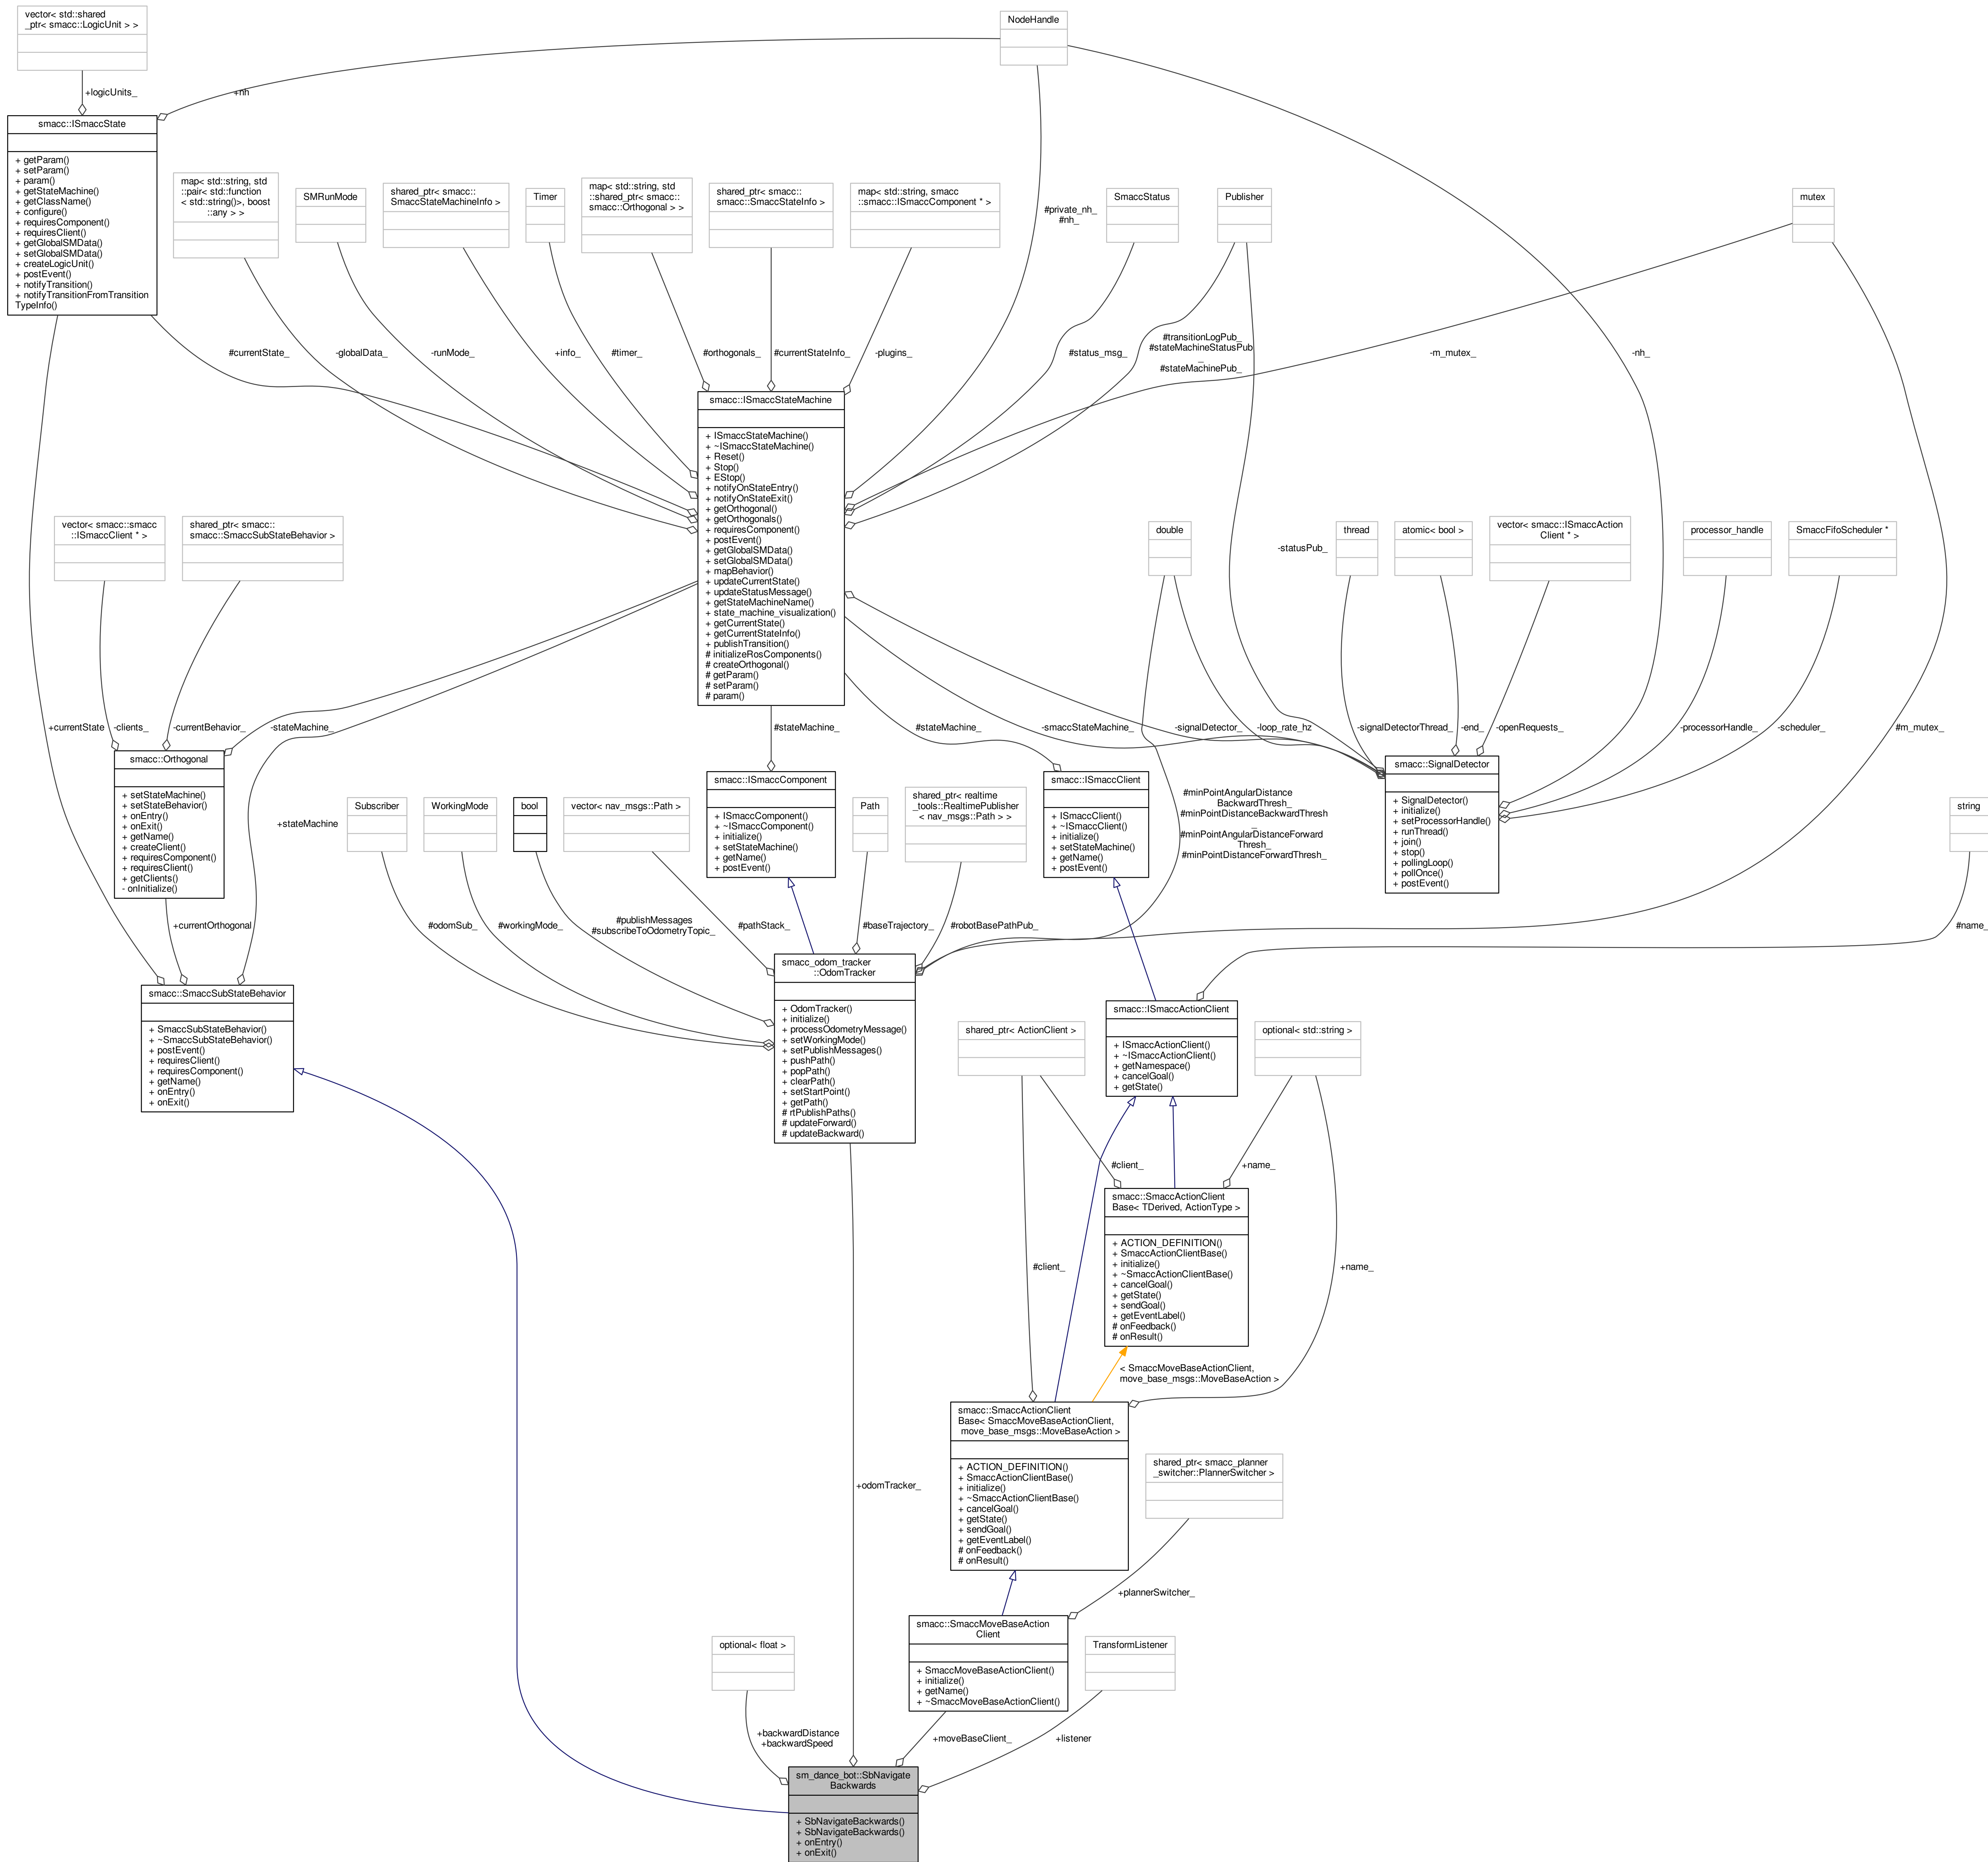 vector< std::shared
_ptr< smacc::LogicUnit > >
NodeHandle
+logicUnits_
+nh
smacc::ISmaccState
+ getParam()
+ setParam()
+ param()
+ getStateMachine()
+ getClassName()
+ configure()
+ requiresComponent()
+ requiresClient()
+ getGlobalSMData()
+ setGlobalSMData()
+ createLogicUnit()
+ postEvent()
+ notifyTransition()
+ notifyTransitionFromTransition
TypeInfo()
map< std::string, std
::pair< std::function
< std::string()>, boost
::any > >
SMRunMode
shared_ptr< smacc::
SmaccStateMachineInfo >
Timer
map< std::string, std
::shared_ptr< smacc::
smacc::Orthogonal > >
shared_ptr< smacc::
smacc::SmaccStateInfo >
map< std::string, smacc
::smacc::ISmaccComponent * >
#private_nh_
#nh_
SmaccStatus
Publisher
mutex
#currentState_
-globalData_
-runMode_
+info_
#timer_
#orthogonals_
#currentStateInfo_
-plugins_
#status_msg_
#transitionLogPub_
#stateMachineStatusPub
_
#stateMachinePub_
-m_mutex_
-nh_
smacc::ISmaccStateMachine
+ ISmaccStateMachine()
+ ~ISmaccStateMachine()
+ Reset()
+ Stop()
+ EStop()
+ notifyOnStateEntry()
+ notifyOnStateExit()
+ getOrthogonal()
+ getOrthogonals()
+ requiresComponent()
+ postEvent()
+ getGlobalSMData()
+ setGlobalSMData()
+ mapBehavior()
+ updateCurrentState()
+ updateStatusMessage()
+ getStateMachineName()
+ state_machine_visualization()
+ getCurrentState()
+ getCurrentStateInfo()
+ publishTransition()
# initializeRosComponents()
# createOrthogonal()
# getParam()
# setParam()
# param()
vector< smacc::smacc
::ISmaccClient * >
shared_ptr< smacc::
smacc::SmaccSubStateBehavior >
double
-statusPub_
thread
atomic< bool >
vector< smacc::ISmaccAction
Client * >
processor_handle
SmaccFifoScheduler *
+currentState
-clients_
-currentBehavior_
-stateMachine_
#stateMachine_
#stateMachine_
-smaccStateMachine_
-signalDetector_
-loop_rate_hz
-signalDetectorThread_
-end_
-openRequests_
-processorHandle_
-scheduler_
#m_mutex_
smacc::Orthogonal
+ setStateMachine()
+ setStateBehavior()
+ onEntry()
+ onExit()
+ getName()
+ createClient()
+ requiresComponent()
+ requiresClient()
+ getClients()
- onInitialize()
+stateMachine
Subscriber
WorkingMode
bool
vector< nav_msgs::Path >
smacc::ISmaccComponent
+ ISmaccComponent()
+ ~ISmaccComponent()
+ initialize()
+ setStateMachine()
+ getName()
+ postEvent()
Path
shared_ptr< realtime
_tools::RealtimePublisher
< nav_msgs::Path > >
smacc::ISmaccClient
+ ISmaccClient()
+ ~ISmaccClient()
+ initialize()
+ setStateMachine()
+ getName()
+ postEvent()
#minPointAngularDistance
BackwardThresh_
#minPointDistanceBackwardThresh
_
#minPointAngularDistanceForward
Thresh_
#minPointDistanceForwardThresh_
smacc::SignalDetector
+ SignalDetector()
+ initialize()
+ setProcessorHandle()
+ runThread()
+ join()
+ stop()
+ pollingLoop()
+ pollOnce()
+ postEvent()
string
+currentOrthogonal
#odomSub_
#workingMode_
#publishMessages
#subscribeToOdometryTopic_
#pathStack_
#baseTrajectory_
#robotBasePathPub_
#name_
smacc::SmaccSubStateBehavior
+ SmaccSubStateBehavior()
+ ~SmaccSubStateBehavior()
+ postEvent()
+ requiresClient()
+ requiresComponent()
+ getName()
+ onEntry()
+ onExit()
smacc_odom_tracker
::OdomTracker
+ OdomTracker()
+ initialize()
+ processOdometryMessage()
+ setWorkingMode()
+ setPublishMessages()
+ pushPath()
+ popPath()
+ clearPath()
+ setStartPoint()
+ getPath()
# rtPublishPaths()
# updateForward()
# updateBackward()
shared_ptr< ActionClient >
smacc::ISmaccActionClient
+ ISmaccActionClient()
+ ~ISmaccActionClient()
+ getNamespace()
+ cancelGoal()
+ getState()
optional< std::string >
#client_
+name_
smacc::SmaccActionClient
Base< TDerived, ActionType >
+ ACTION_DEFINITION()
+ SmaccActionClientBase()
+ initialize()
+ ~SmaccActionClientBase()
+ cancelGoal()
+ getState()
+ sendGoal()
+ getEventLabel()
# onFeedback()
# onResult()
#client_
+name_
< SmaccMoveBaseActionClient,
move_base_msgs::MoveBaseAction >
smacc::SmaccActionClient
Base< SmaccMoveBaseActionClient,
move_base_msgs::MoveBaseAction >
+ ACTION_DEFINITION()
+ SmaccActionClientBase()
+ initialize()
+ ~SmaccActionClientBase()
+ cancelGoal()
+ getState()
+ sendGoal()
+ getEventLabel()
# onFeedback()
# onResult()
shared_ptr< smacc_planner
_switcher::PlannerSwitcher >
+odomTracker_
+plannerSwitcher_
optional< float >
smacc::SmaccMoveBaseAction
Client
+ SmaccMoveBaseActionClient()
+ initialize()
+ getName()
+ ~SmaccMoveBaseActionClient()
TransformListener
+backwardDistance
+backwardSpeed
+moveBaseClient_
+listener
sm_dance_bot::SbNavigate
Backwards
+ SbNavigateBackwards()
+ SbNavigateBackwards()
+ onEntry()
+ onExit()